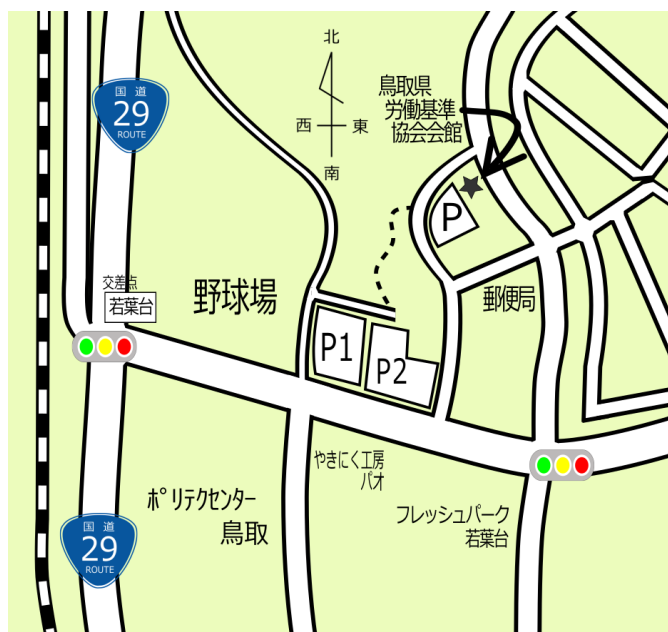 国道
29
ROUTE
北
西
東
南
鳥取県
労働基準
協会会館
P
交差点
若葉台
野球場
郵便局
P1
P2
やきにく工房
パオ
ポリテクセンター
鳥取
フレッシュパーク
若葉台
国道
29
ROUTE